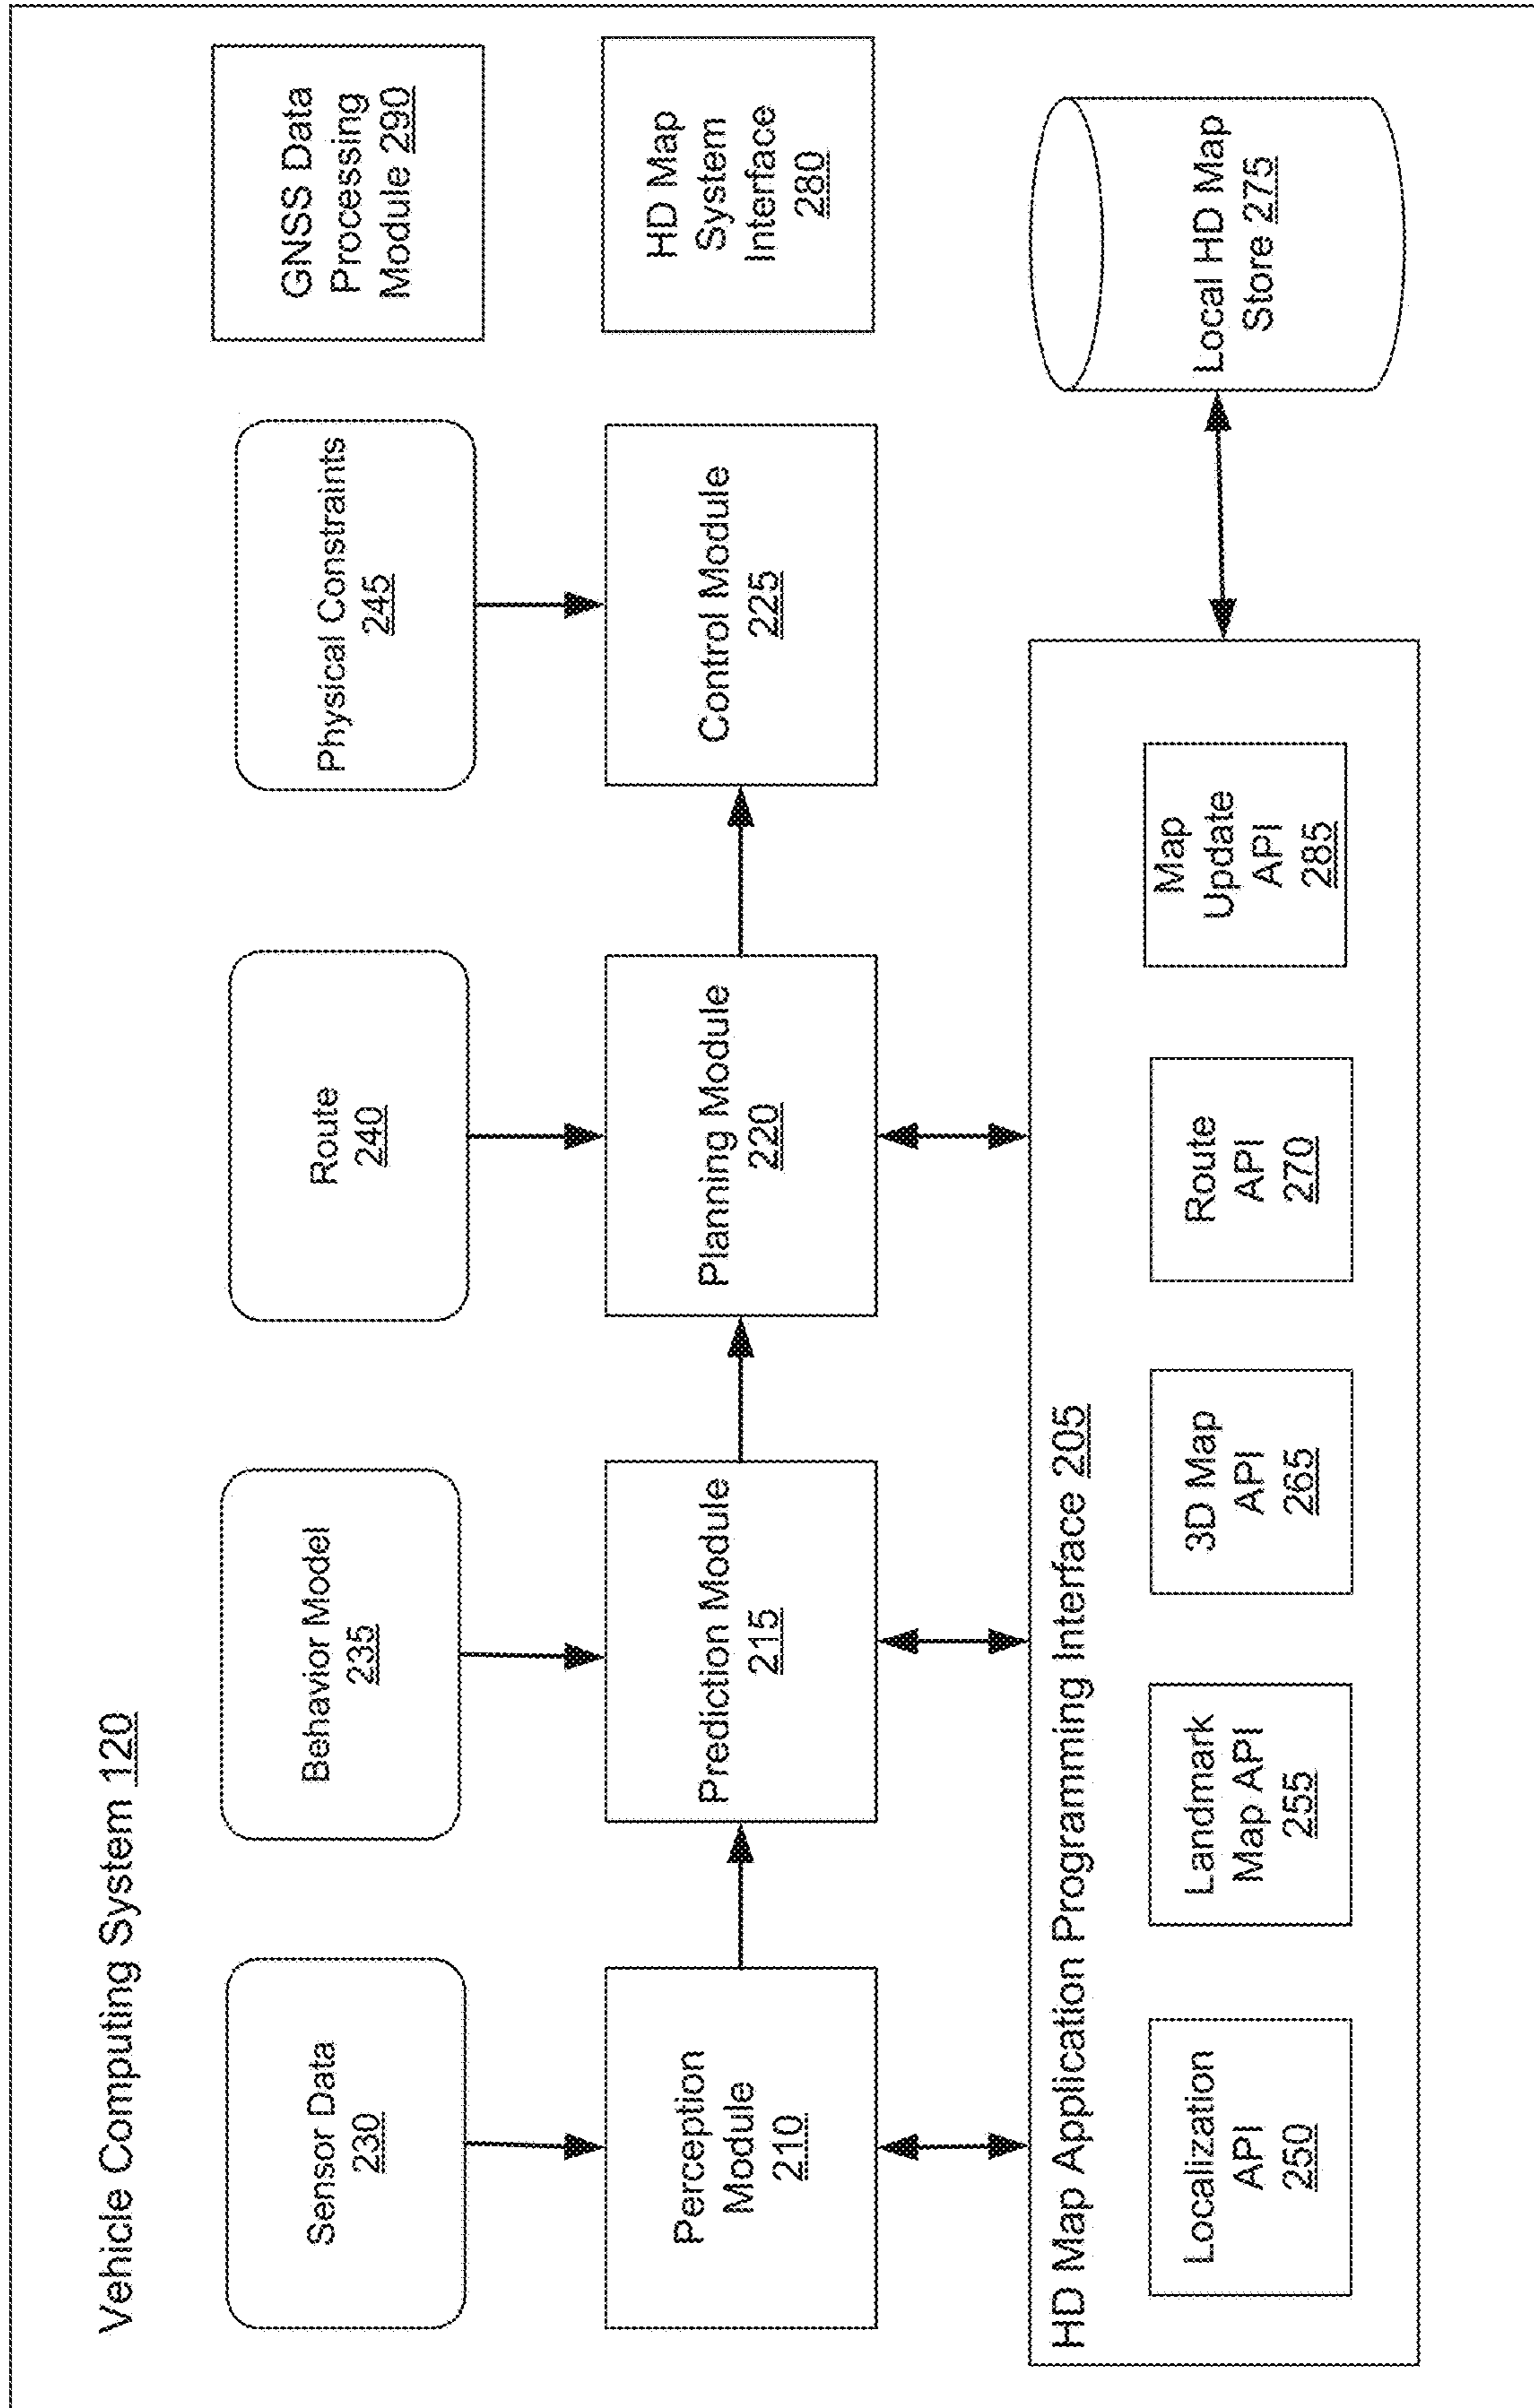 Vehicle Computing System 120
Sensor Data
230
Behavior Model
235
Route
240
Physical Constraints
245
GNSS Data
Processing
Module 290
Perception
Module
210
Prediction Module
215
Planning Module
220
Control Module
225
HD Map
System
Interface
280
HD Map Application Programming Interface 205
Localization
API
250
Landmark
Map API
255
3D Map
API
265
Route
API
270
Map
Update
API
285
Local HD Map
Store 275